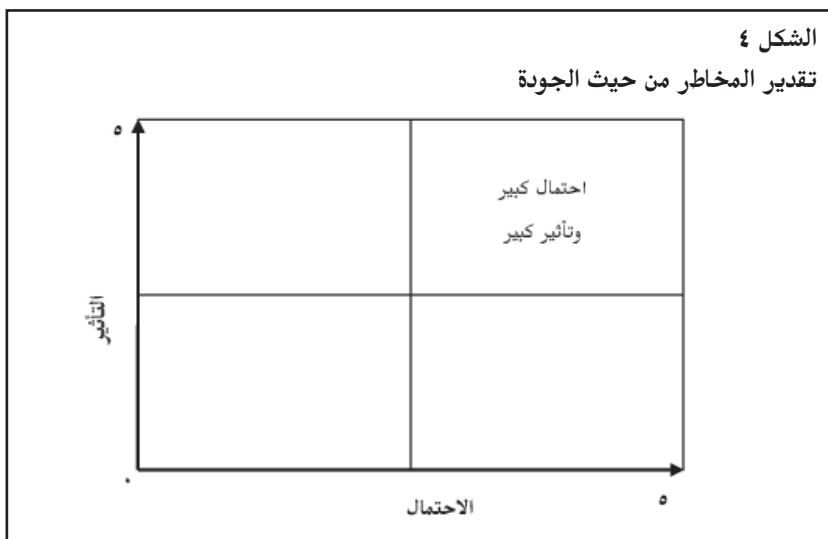 الشكل ٤
تقدير المخاطر من حيث الجودة
٥
احتمال كبير
وتأثير كبير
التأثير
٠
الاحتمال
٥